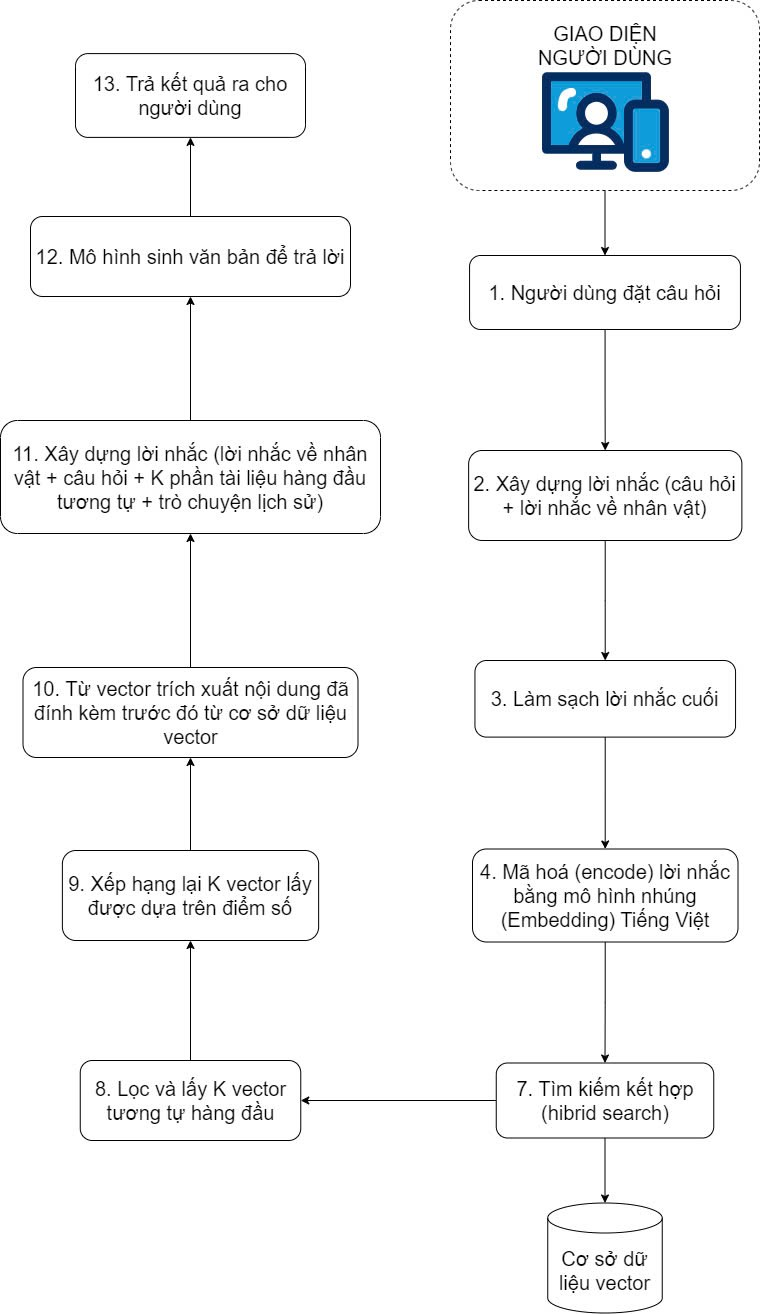 GIAO DIỆN
NGƯỜI DÙNG
1. Người dùng đặt câu hỏi
2. Xây dựng lời nhắc (câu hỏi
+ lời nhắc về nhân vật)
3. Làm sạch lời nhắc cuối
4. Mã hoá (encode) lời nhắc
bằng mô hình nhúng
(Embedding) Tiếng Việt
7. Tìm kiếm kết hợp
(hibrid search)
Cơ sở dữ
liệu vector
8. Lọc và lấy K vector
tương tự hàng đầu
9. Xếp hạng lại K vector lấy
được dựa trên điểm số
10. Từ vector trích xuất nội dung đã
đính kèm trước đó từ cơ sở dữ liệu
vector
11. Xây dựng lời nhắc (lời nhắc về nhân
vật + câu hỏi + K phần tài liệu hàng đầu
tương tự + trò chuyện lịch sử)
12. Mô hình sinh văn bản để trả lời
13. Trả kết quả ra cho
người dùng